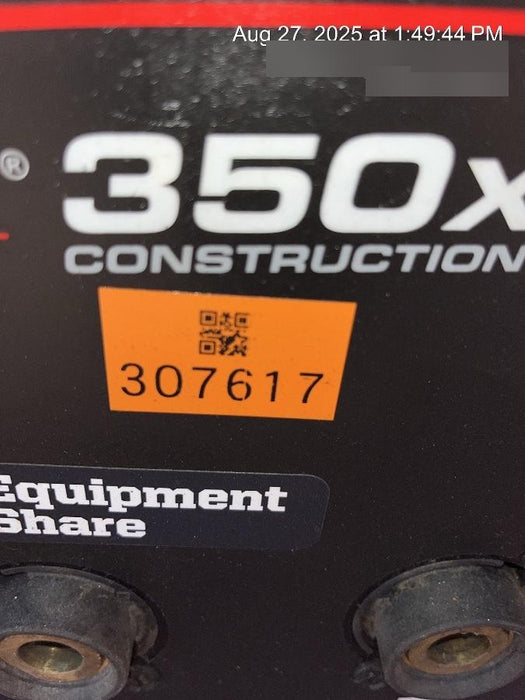 Aug 27, 2025 at 1:49:44 PM
® 350x
CONSTRUCTION
307617
Equipment
Share